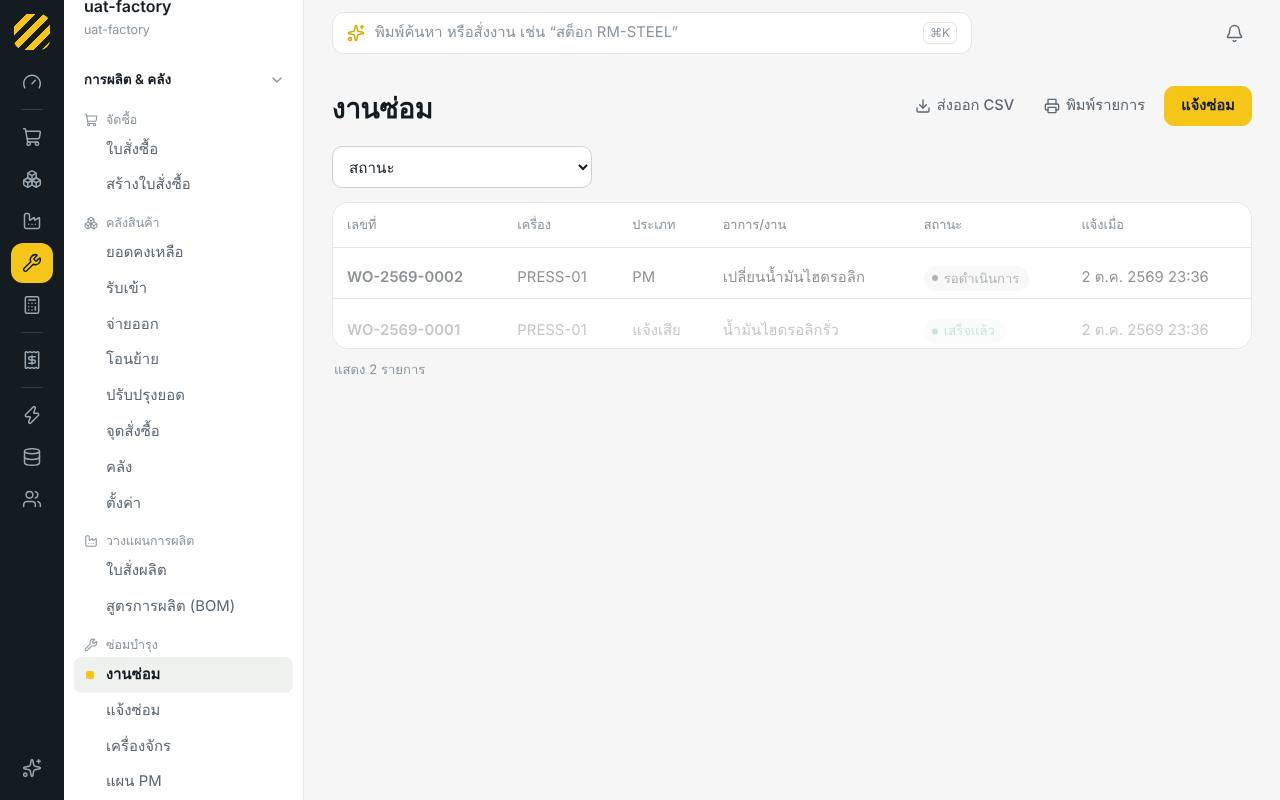 uat-factory
uat-factory
การผลิต & คลัง
จัดซื้อ
ใบสั่งซื้อ
สร้างใบสั่งซื้อ
คลังสินค้า
ยอดคงเหลือ
รับเข้า
จ่ายออก
โอนย้าย
ปรับปรุงยอด
จุดสั่งซื้อ
คลัง
ตั้งค่า
วางแผนการผลิต
ใบสั่งผลิต
สูตรการผลิต (BOM)
ซ่อมบำรุง
งานซ่อม
แจ้งซ่อม
เครื่องจักร
แผน PM
พิมพ์ค้นหา หรือสั่งงาน เช่น “สต็อก RM-STEEL” ⌘K
งานซ่อม ส่งออก CSV พิมพ์รายการ แจ้งซ่อม
สถานะ
เลขที่ เครื่อง ประเภท อาการ/งาน สถานะ แจ้งเมื่อ
WO-2569-0002 PRESS-01 PM เปลี่ยนน้ำมันไฮดรอลิก รอดำเนินการ 2 ต.ค. 2569 23:36
WO-2569-0001 PRESS-01 แจ้งเสีย น้ำมันไฮดรอลิกรั่ว เสร็จแล้ว 2 ต.ค. 2569 23:36
แสดง 2 รายการ